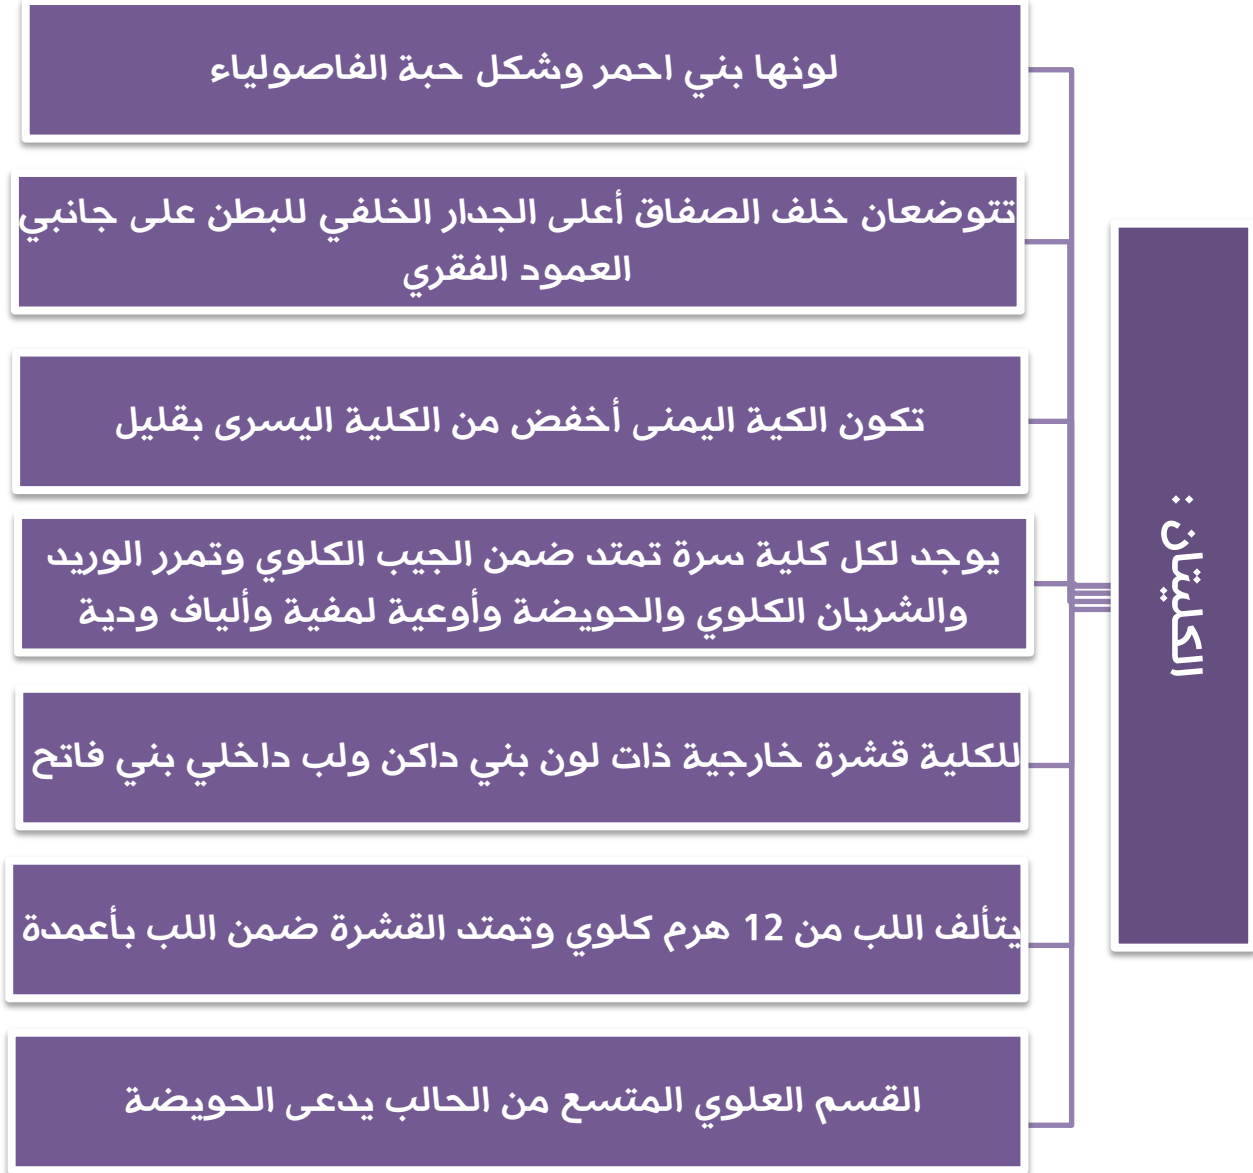 الكليتان :
لونها بني احمر وشكل حبة الفاصولياء
تتوضعان خلف الصفاق أعلى الجدار الخلفي للبطن على جانبي
العمود الفقري
تكون الكية اليمنى أخفض من الكلية اليسرى بقليل
يوجد لكل كلية سرة تمتد ضمن الجيب الكلوي وتمرر الوريد
والشريان الكلوي والحويضة وأوعية لمفية وألياف ودية
للكلية قشرة خارجية ذات لون بني داكن ولب داخلي بني فاتح
يتألف اللب من 12 هرم كلوي وتمتد القشرة ضمن اللب بأعمدة
القسم العلوي المتسع من الحالب يدعى الحويضة